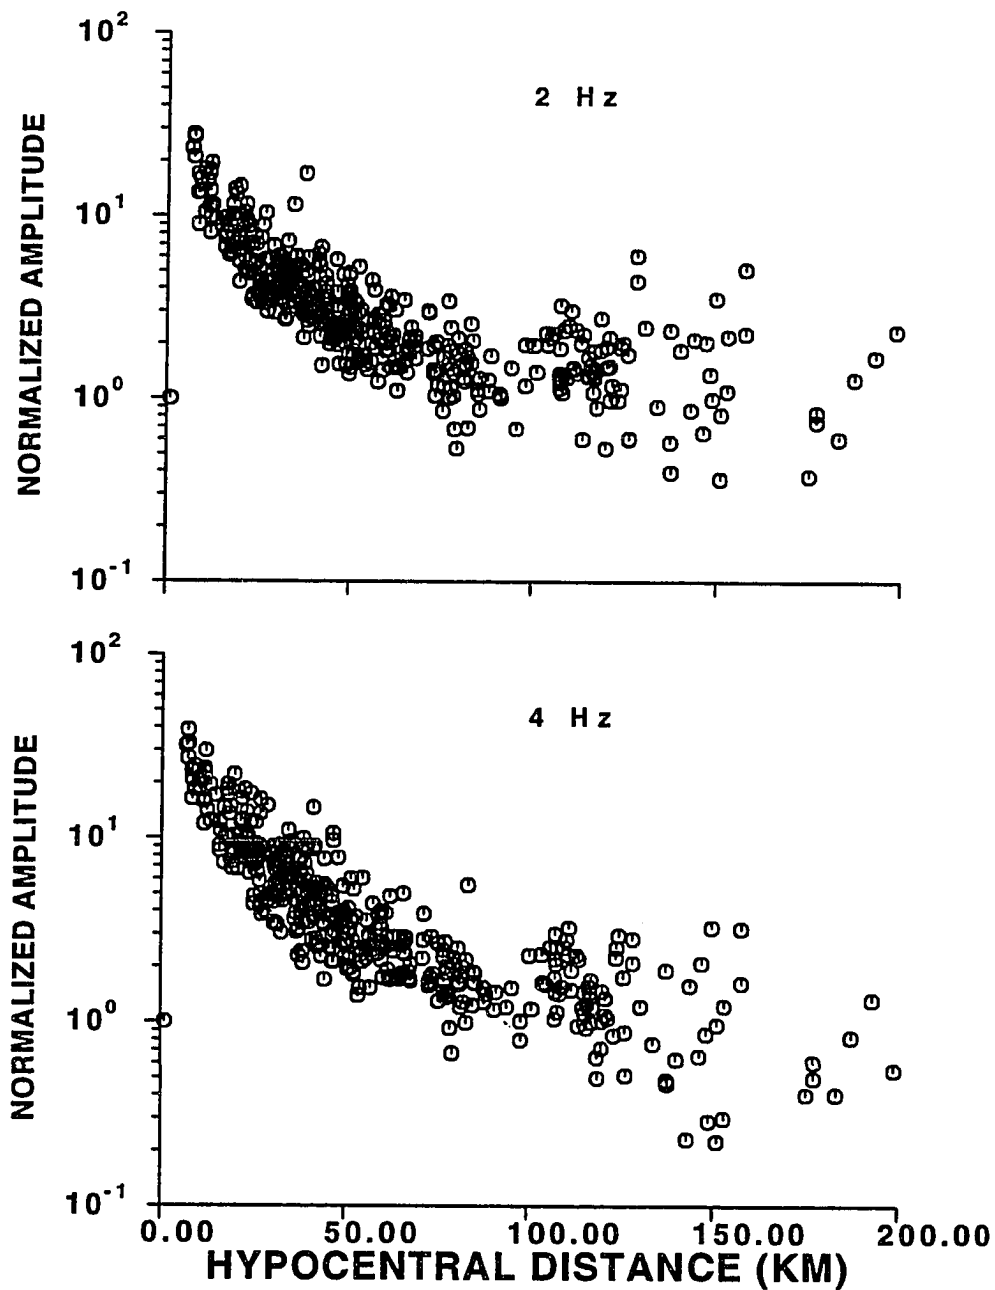 10²
2 Hz
10¹
10⁰
10⁻¹
NORMALIZED AMPLITUDE
10²
4 Hz
10¹
10⁰
10⁻¹
NORMALIZED AMPLITUDE
0.00 50.00 100.00 150.00 200.00
HYPOCENTRAL DISTANCE (KM)